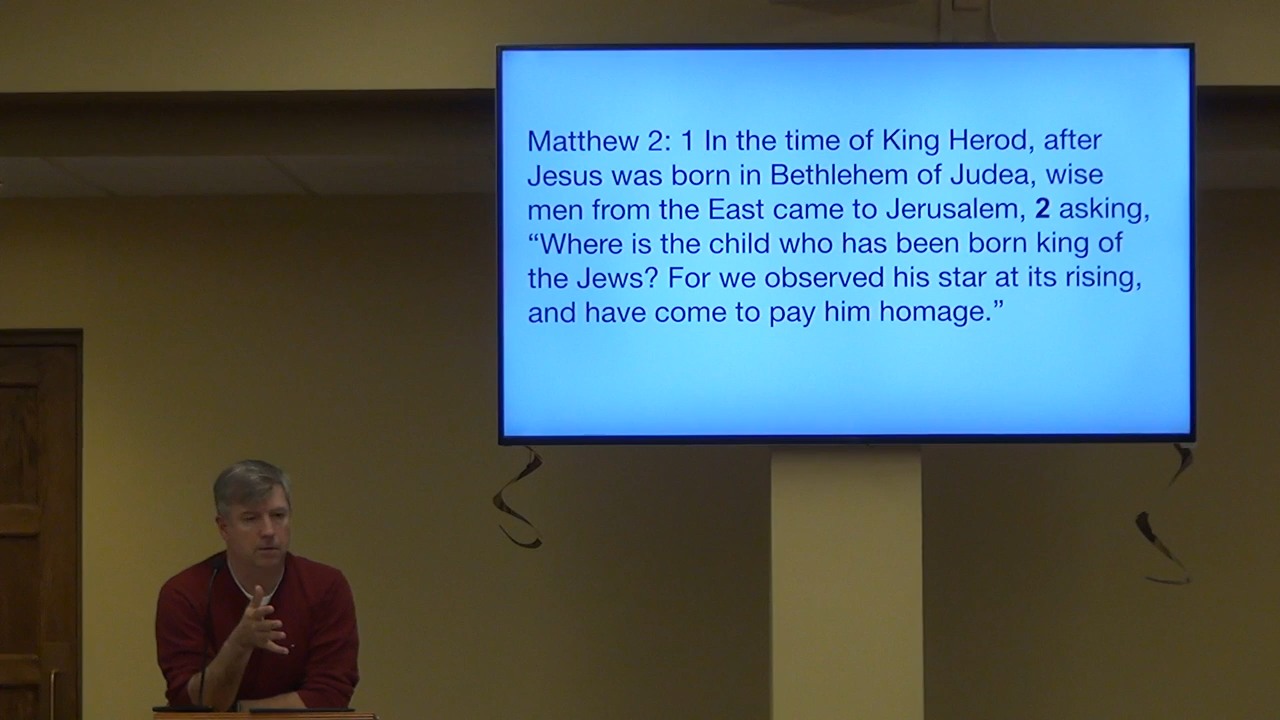 Matthew 2: 1 In the time of King Herod, after
Jesus was born in Bethlehem of Judea, wise
men from the East came to Jerusalem, 2 asking,
“Where is the child who has been born king of
the Jews? For we observed his star at its rising,
and have come to pay him homage.”